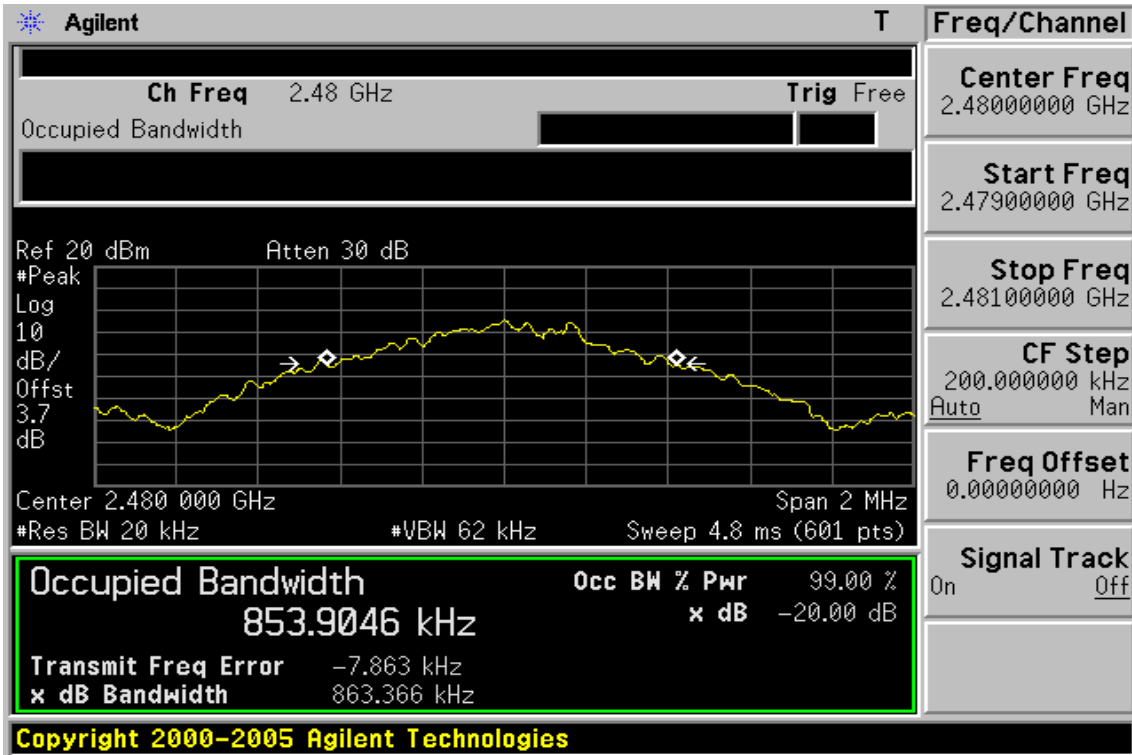 Agilent T
Ch Freq 2.48 GHz Trig Free
Occupied Bandwidth
Ref 20 dBm Atten 30 dB
#Peak
Log
10
dB/
Offst
3.7
dB
Center 2.480 000 GHz Span 2 MHz
#Res BW 20 kHz #VBW 62 kHz Sweep 4.8 ms (601 pts)
Occupied Bandwidth
853.9046 kHz
Occ BW % Pwr 99.00 %
x dB -20.00 dB
Transmit Freq Error -7.863 kHz
x dB Bandwidth 863.366 kHz
Copyright 2000-2005 Agilent Technologies
Freq/Channel
Center Freq
2.48000000 GHz
Start Freq
2.47900000 GHz
Stop Freq
2.48100000 GHz
CF Step
200.000000 kHz
Auto Man
Freq Offset
0.00000000 Hz
Signal Track
On Off